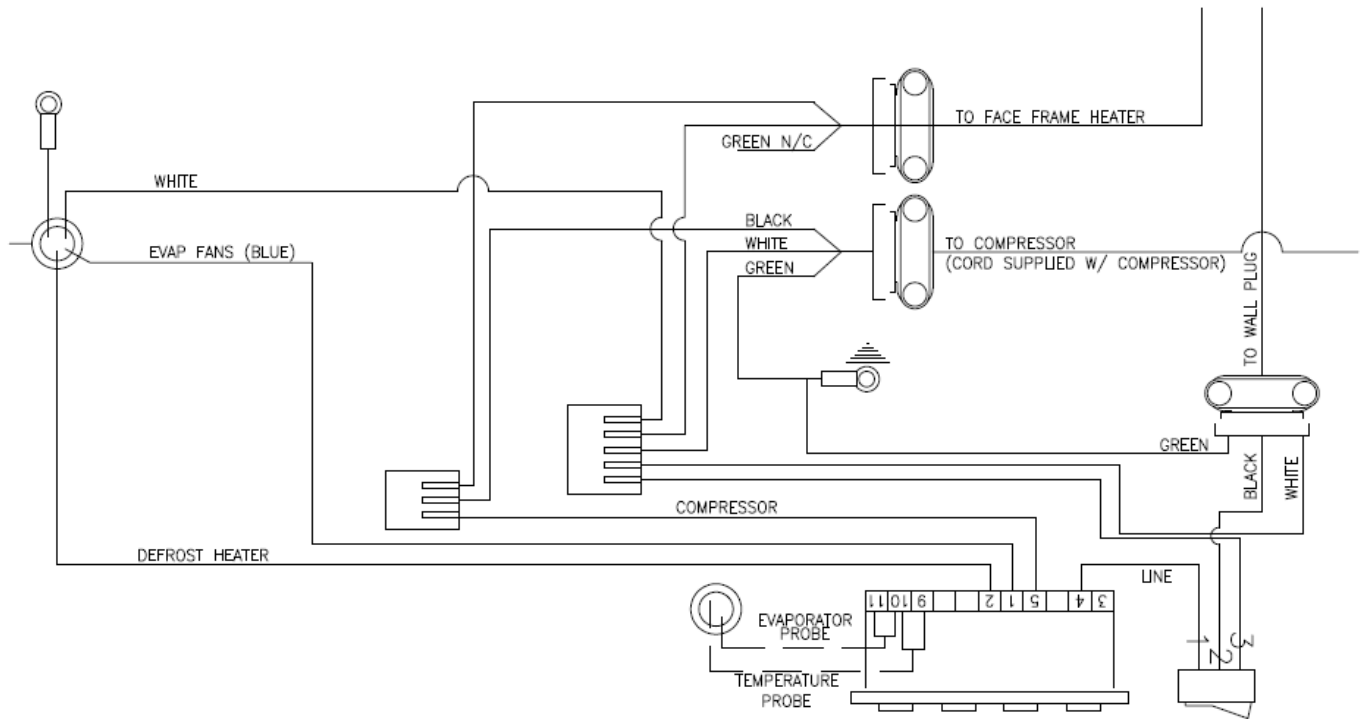 TO FACE FRAME HEATER
GREEN N/C
WHITE
BLACK
WHITE
GREEN
EVAP FANS (BLUE)
TO COMPRESSOR
(CORD SUPPLIED W/ COMPRESSOR)
TO WALL PLUG
GREEN
BLACK
WHITE
COMPRESSOR
DEFROST HEATER
LINE
11 10 9 2 1 5 4 3
EVAPORATOR
PROBE
TEMPERATURE
PROBE
1 2 3